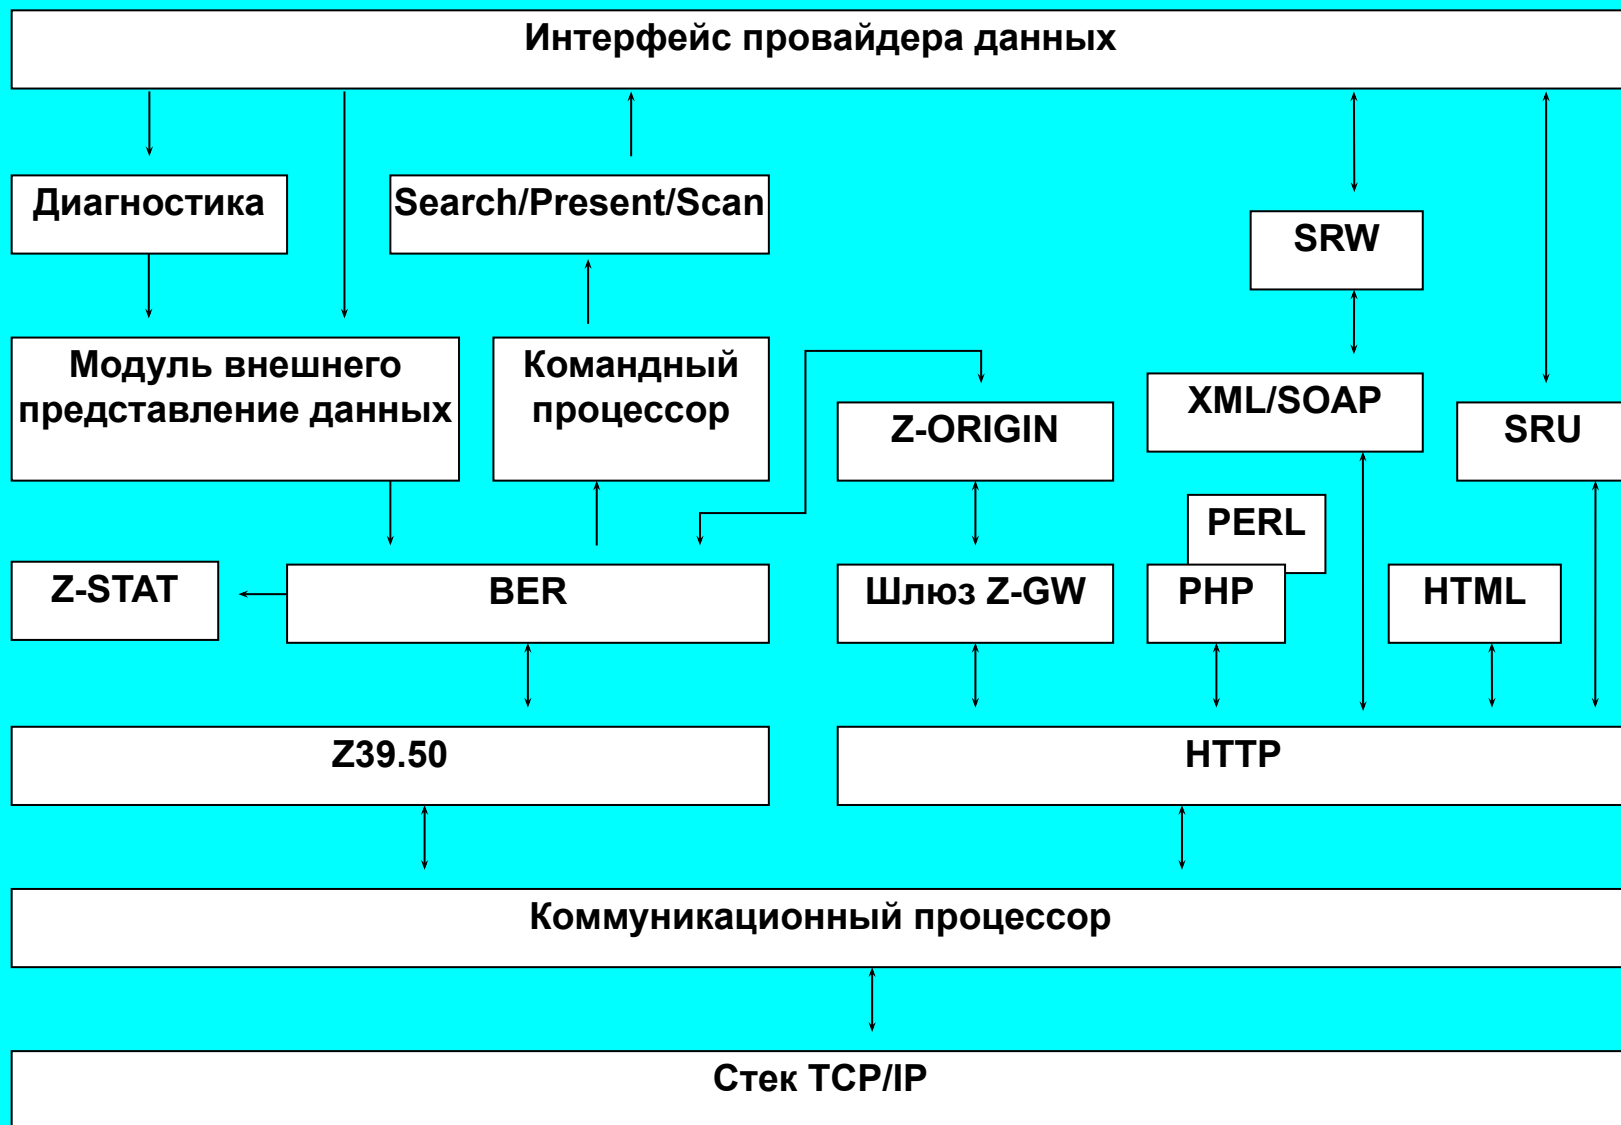 Интерфейс провайдера данных
Диагностика
Search/Present/Scan
SRW
Модуль внешнего
представление данных
Командный
процессор
Z-ORIGIN
XML/SOAP
SRU
PERL
Z-STAT
BER
Шлюз Z-GW
PHP
HTML
Z39.50
HTTP
Коммуникационный процессор
Стек TCP/IP